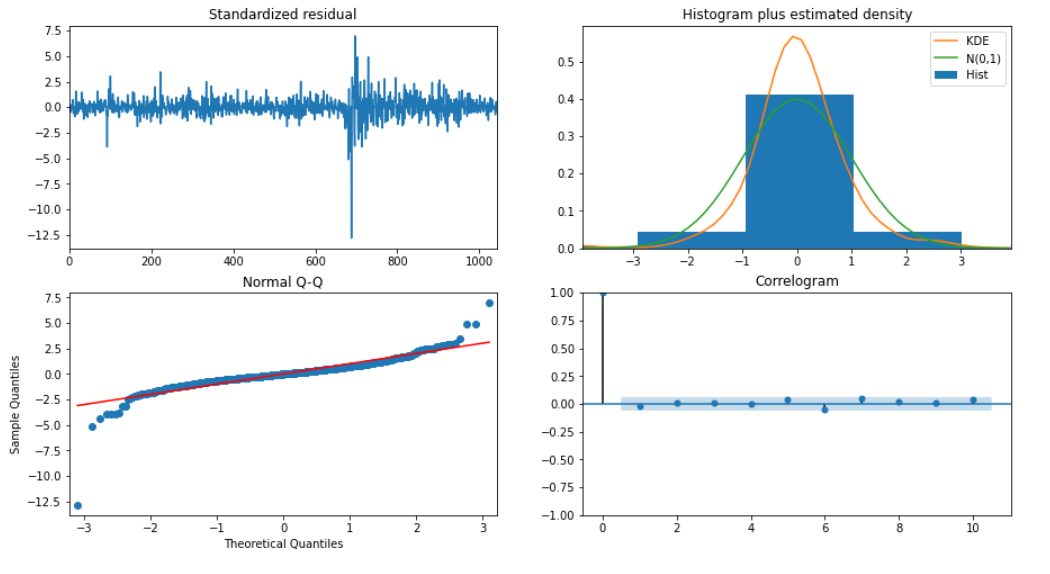 Standardized residual
7.5
5.0
2.5
0.0
−2.5
−5.0
−7.5
−10.0
−12.5
0 200 400 600 800 1000
Histogram plus estimated density
KDE
N(0,1)
Hist
0.5
0.4
0.3
0.2
0.1
0.0
−3 −2 −1 0 1 2 3
Normal Q-Q
Sample Quantiles
7.5
5.0
2.5
0.0
−2.5
−5.0
−7.5
−10.0
−12.5
−3 −2 −1 0 1 2 3
Theoretical Quantiles
Correlogram
1.00
0.75
0.50
0.25
0.00
−0.25
−0.50
−0.75
−1.00
0 2 4 6 8 10